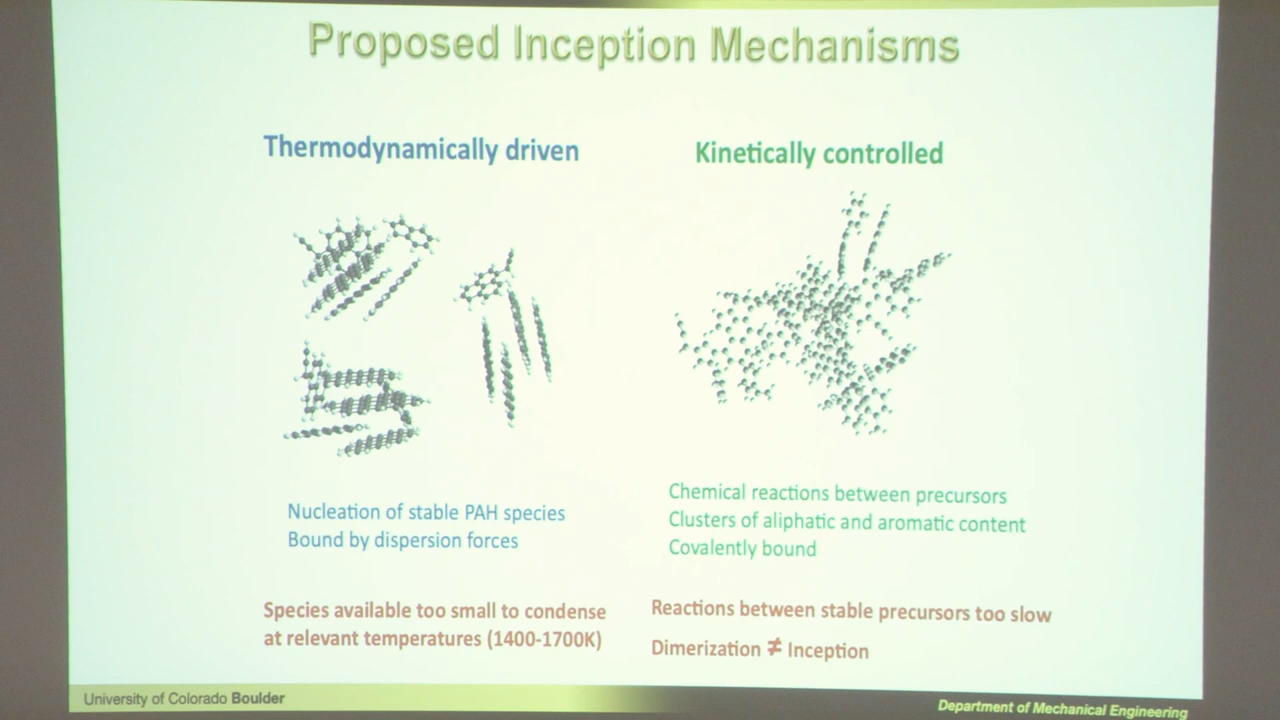 Proposed Inception Mechanisms
Thermodynamically driven
Nucleation of stable PAH species
Bound by dispersion forces
Species available too small to condense
at relevant temperatures (1400-1700K)
Kinetically controlled
Chemical reactions between precursors
Clusters of aliphatic and aromatic content
Covalently bound
Reactions between stable precursors too slow
Dimerization ≠ Inception
University of Colorado Boulder
Department of Mechanical Engineering